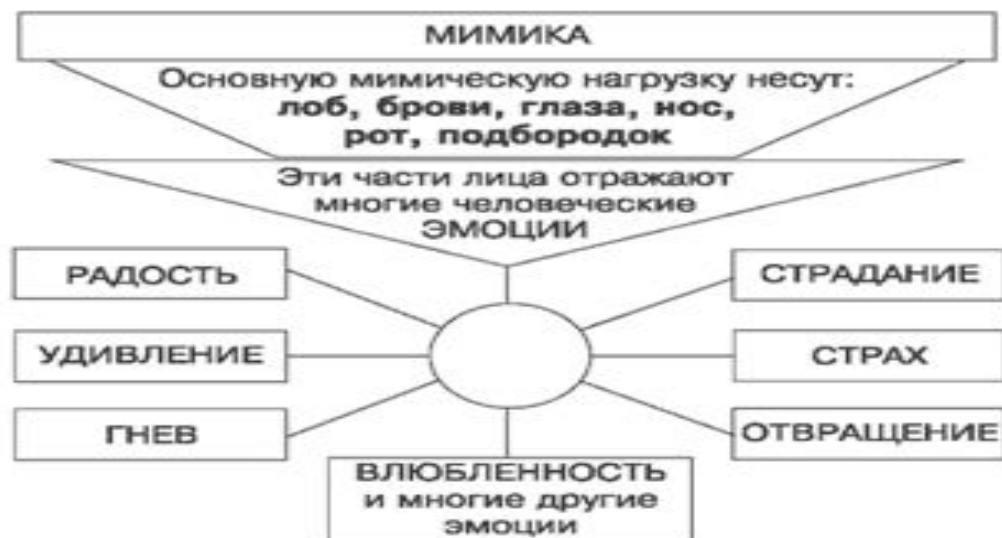 МИМИКА
Основную мимическую нагрузку несут:
лоб, брови, глаза, нос,
рот, подбородок
Эти части лица отражают
многие человеческие
ЭМОЦИИ
РАДОСТЬ
СТРАДАНИЕ
УДИВЛЕНИЕ
СТРАХ
ГНЕВ
ОТВРАЩЕНИЕ
ВЛЮБЛЕННОСТЬ
и многие другие
эмоции